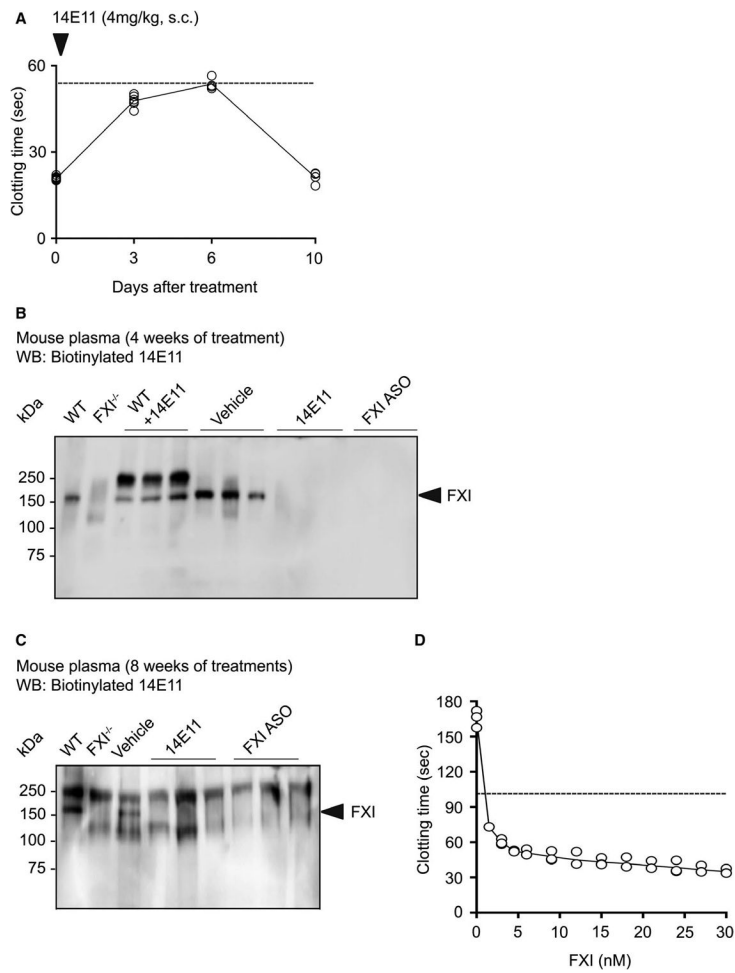 A
14E11 (4mg/kg, s.c.)
60
30
0
Clotting time (sec)
0 3 6 10
Days after treatment
B
Mouse plasma (4 weeks of treatment)
WB: Biotinylated 14E11
kDa WT FXI-/- WT +14E11 Vehicle 14E11 FXI ASO
250
150
100
75
FXI
C
Mouse plasma (8 weeks of treatments)
WB: Biotinylated 14E11
kDa WT FXI-/- Vehicle 14E11 FXI ASO
250
150
100
75
FXI
D
180
150
120
90
60
30
0
Clotting time (sec)
0 5 10 15 20 25 30
FXI (nM)